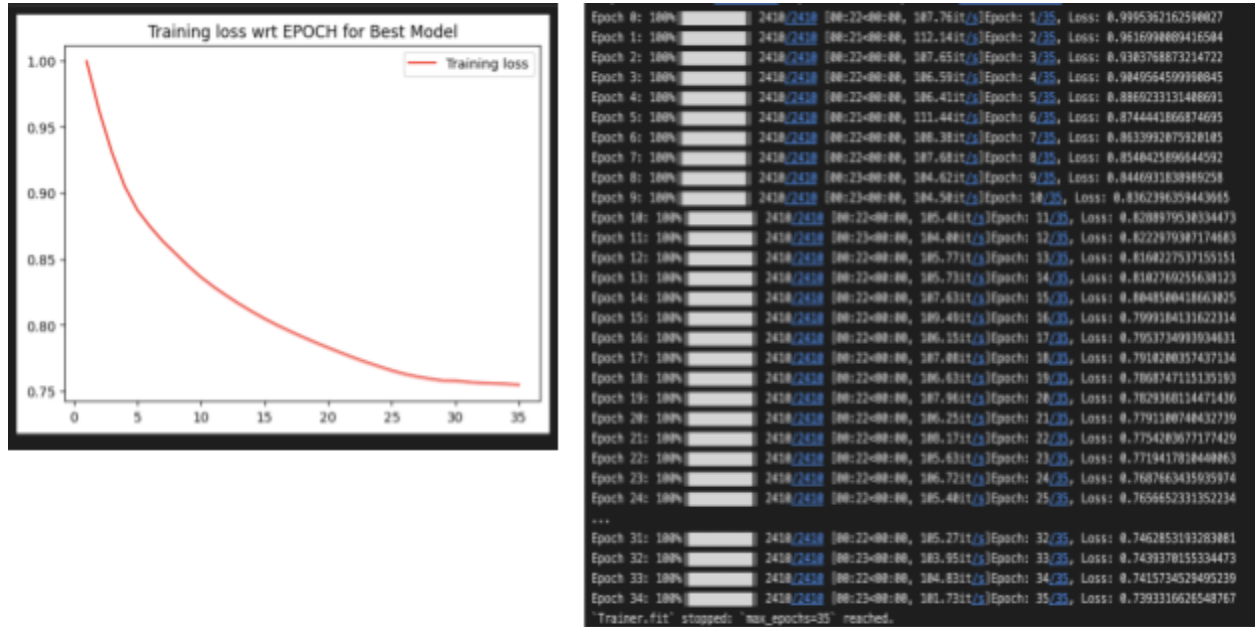 Training loss wrt EPOCH for Best Model
Training loss
1.00
0.95
0.90
0.85
0.80
0.75
0 5 10 15 20 25 30 35
Epoch 0: 100% 2410/2410 [00:22<00:00, 107.76it/s]Epoch: 1/35, Loss: 0.9995362162590027
Epoch 1: 100% 2410/2410 [00:21<00:00, 112.14it/s]Epoch: 2/35, Loss: 0.9616990089416504
Epoch 2: 100% 2410/2410 [00:22<00:00, 107.65it/s]Epoch: 3/35, Loss: 0.9303768873214722
Epoch 3: 100% 2410/2410 [00:22<00:00, 106.59it/s]Epoch: 4/35, Loss: 0.9049564599990845
Epoch 4: 100% 2410/2410 [00:22<00:00, 106.41it/s]Epoch: 5/35, Loss: 0.8869233131408691
Epoch 5: 100% 2410/2410 [00:21<00:00, 111.44it/s]Epoch: 6/35, Loss: 0.8744441866874695
Epoch 6: 100% 2410/2410 [00:22<00:00, 108.38it/s]Epoch: 7/35, Loss: 0.8633992075920105
Epoch 7: 100% 2410/2410 [00:22<00:00, 107.68it/s]Epoch: 8/35, Loss: 0.8540425896644592
Epoch 8: 100% 2410/2410 [00:23<00:00, 104.62it/s]Epoch: 9/35, Loss: 0.8446931838989258
Epoch 9: 100% 2410/2410 [00:23<00:00, 104.50it/s]Epoch: 10/35, Loss: 0.8362396359443665
Epoch 10: 100% 2410/2410 [00:22<00:00, 105.48it/s]Epoch: 11/35, Loss: 0.8288979530334473
Epoch 11: 100% 2410/2410 [00:23<00:00, 104.00it/s]Epoch: 12/35, Loss: 0.8222979307174683
Epoch 12: 100% 2410/2410 [00:22<00:00, 105.77it/s]Epoch: 13/35, Loss: 0.8160227537155151
Epoch 13: 100% 2410/2410 [00:22<00:00, 105.73it/s]Epoch: 14/35, Loss: 0.8102769255638123
Epoch 14: 100% 2410/2410 [00:22<00:00, 107.63it/s]Epoch: 15/35, Loss: 0.8048500418663025
Epoch 15: 100% 2410/2410 [00:22<00:00, 109.49it/s]Epoch: 16/35, Loss: 0.7999184131622314
Epoch 16: 100% 2410/2410 [00:22<00:00, 106.15it/s]Epoch: 17/35, Loss: 0.7953734993934631
Epoch 17: 100% 2410/2410 [00:22<00:00, 107.08it/s]Epoch: 18/35, Loss: 0.7910200357437134
Epoch 18: 100% 2410/2410 [00:22<00:00, 106.63it/s]Epoch: 19/35, Loss: 0.7868747115135193
Epoch 19: 100% 2410/2410 [00:22<00:00, 107.96it/s]Epoch: 20/35, Loss: 0.7829368114471436
Epoch 20: 100% 2410/2410 [00:22<00:00, 106.25it/s]Epoch: 21/35, Loss: 0.7791100740432739
Epoch 21: 100% 2410/2410 [00:22<00:00, 108.17it/s]Epoch: 22/35, Loss: 0.7754203677177429
Epoch 22: 100% 2410/2410 [00:22<00:00, 105.63it/s]Epoch: 23/35, Loss: 0.7719417810440063
Epoch 23: 100% 2410/2410 [00:22<00:00, 106.72it/s]Epoch: 24/35, Loss: 0.7687663435935974
Epoch 24: 100% 2410/2410 [00:22<00:00, 105.40it/s]Epoch: 25/35, Loss: 0.7656652331352234
...
Epoch 31: 100% 2410/2410 [00:22<00:00, 105.27it/s]Epoch: 32/35, Loss: 0.7462853193283081
Epoch 32: 100% 2410/2410 [00:23<00:00, 103.95it/s]Epoch: 33/35, Loss: 0.7439370155334473
Epoch 33: 100% 2410/2410 [00:22<00:00, 104.83it/s]Epoch: 34/35, Loss: 0.7415734529495239
Epoch 34: 100% 2410/2410 [00:23<00:00, 101.73it/s]Epoch: 35/35, Loss: 0.7393316626548767
`Trainer.fit` stopped: `max_epochs=35` reached.